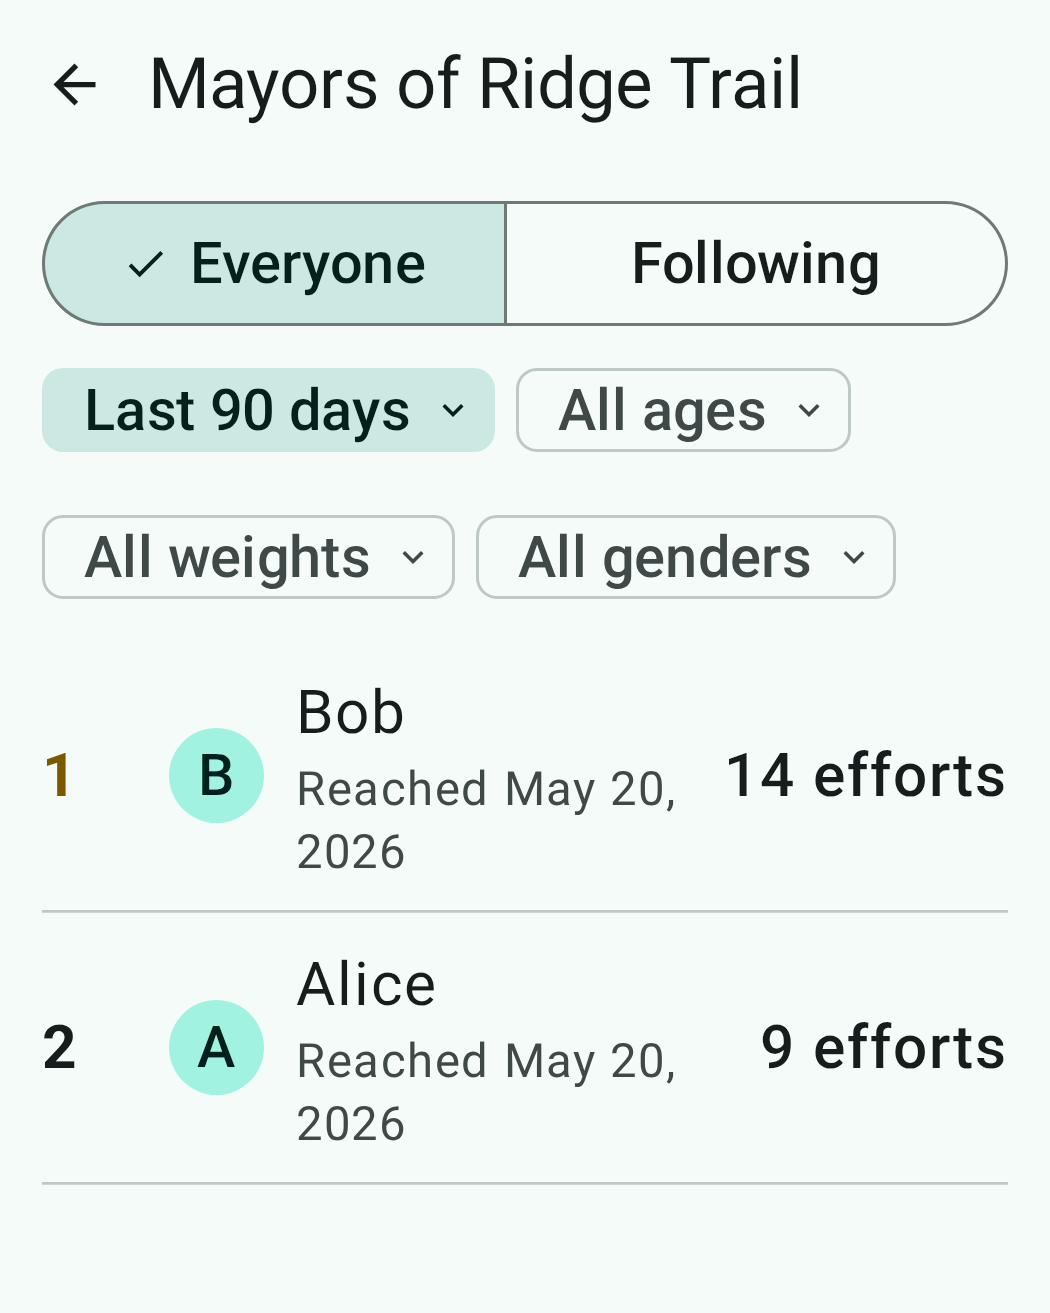 Mayors of Ridge Trail
Everyone
Following
Last 90 days
All ages
All weights
All genders
1
B
Bob
Reached May 20,
2026
14 efforts
2
A
Alice
Reached May 20,
2026
9 efforts